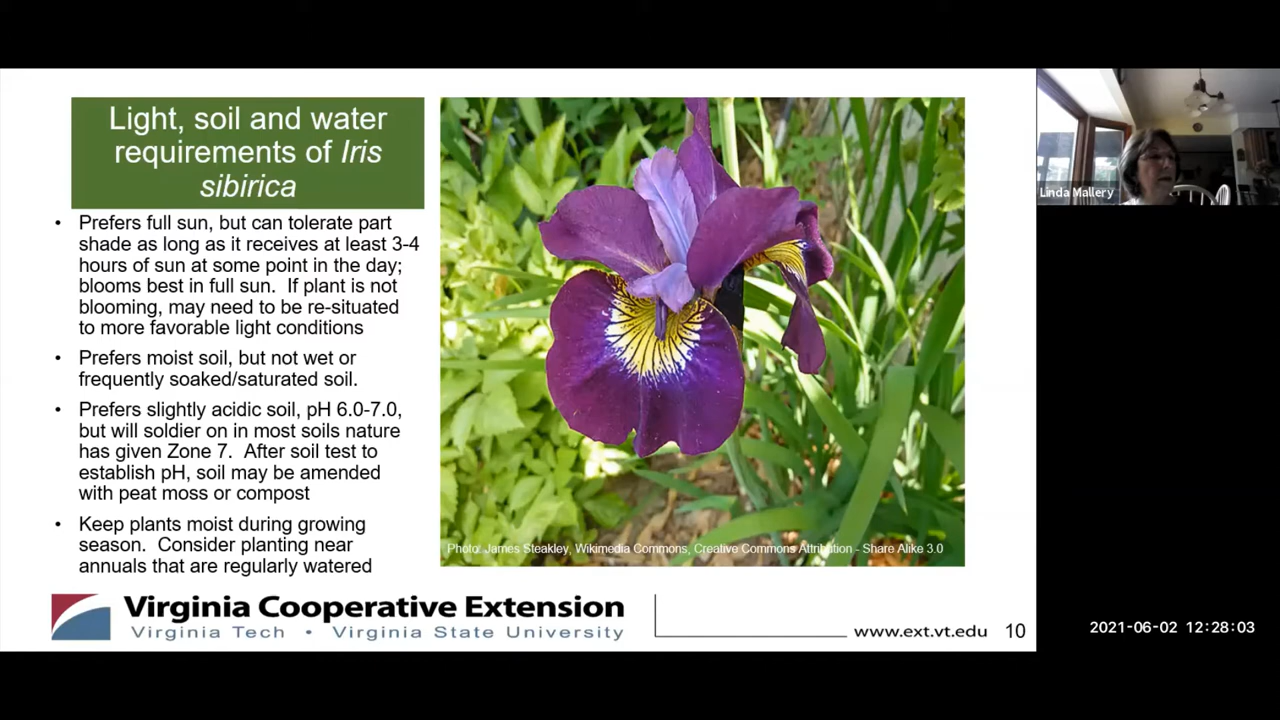 Light, soil and water
requirements of Iris
sibirica
• Prefers full sun, but can tolerate part
shade as long as it receives at least 3-4
hours of sun at some point in the day;
blooms best in full sun. If plant is not
blooming, may need to be re-situated
to more favorable light conditions
• Prefers moist soil, but not wet or
frequently soaked/saturated soil.
• Prefers slightly acidic soil, pH 6.0-7.0,
but will soldier on in most soils nature
has given Zone 7. After soil test to
establish pH, soil may be amended
with peat moss or compost
• Keep plants moist during growing
season. Consider planting near
annuals that are regularly watered
Photo: James Steakley, Wikimedia Commons, Creative Commons Attribution - Share Alike 3.0
Virginia Cooperative Extension
Virginia Tech • Virginia State University
www.ext.vt.edu 10
Linda Mallery
2021-06-02 12:28:03